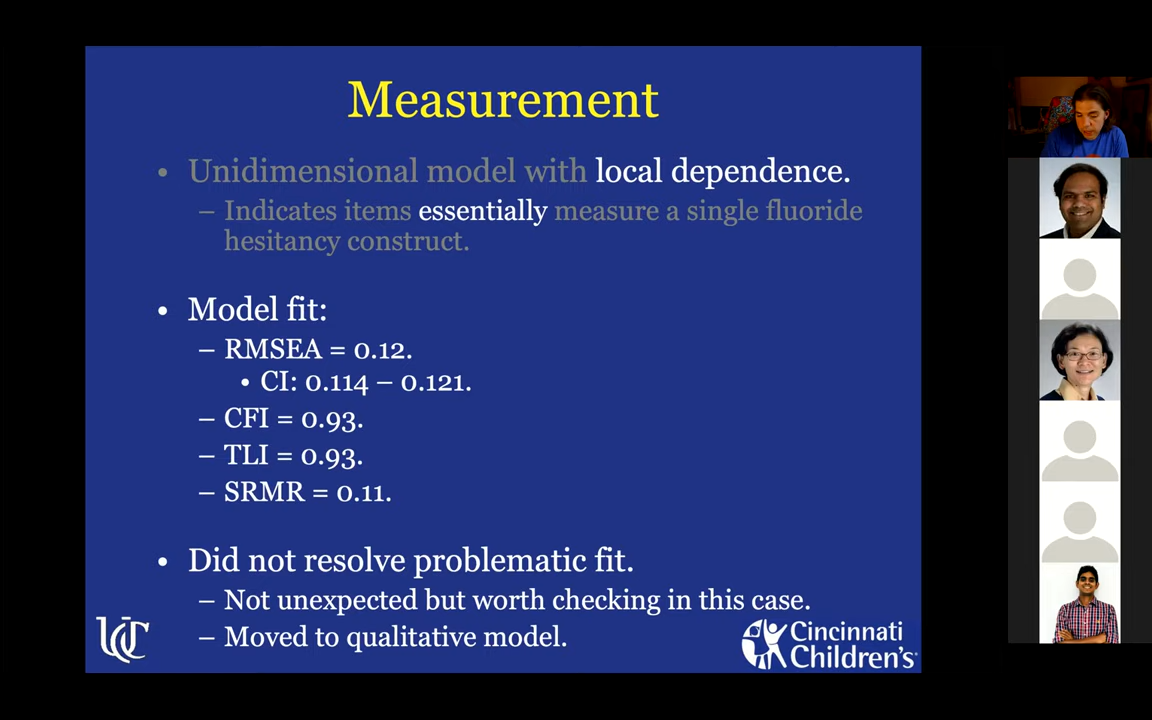 Measurement
• Unidimensional model with local dependence.
– Indicates items essentially measure a single fluoride
hesitancy construct.
• Model fit:
– RMSEA = 0.12.
• CI: 0.114 – 0.121.
– CFI = 0.93.
– TLI = 0.93.
– SRMR = 0.11.
• Did not resolve problematic fit.
– Not unexpected but worth checking in this case.
– Moved to qualitative model.
UC
Cincinnati
Children's